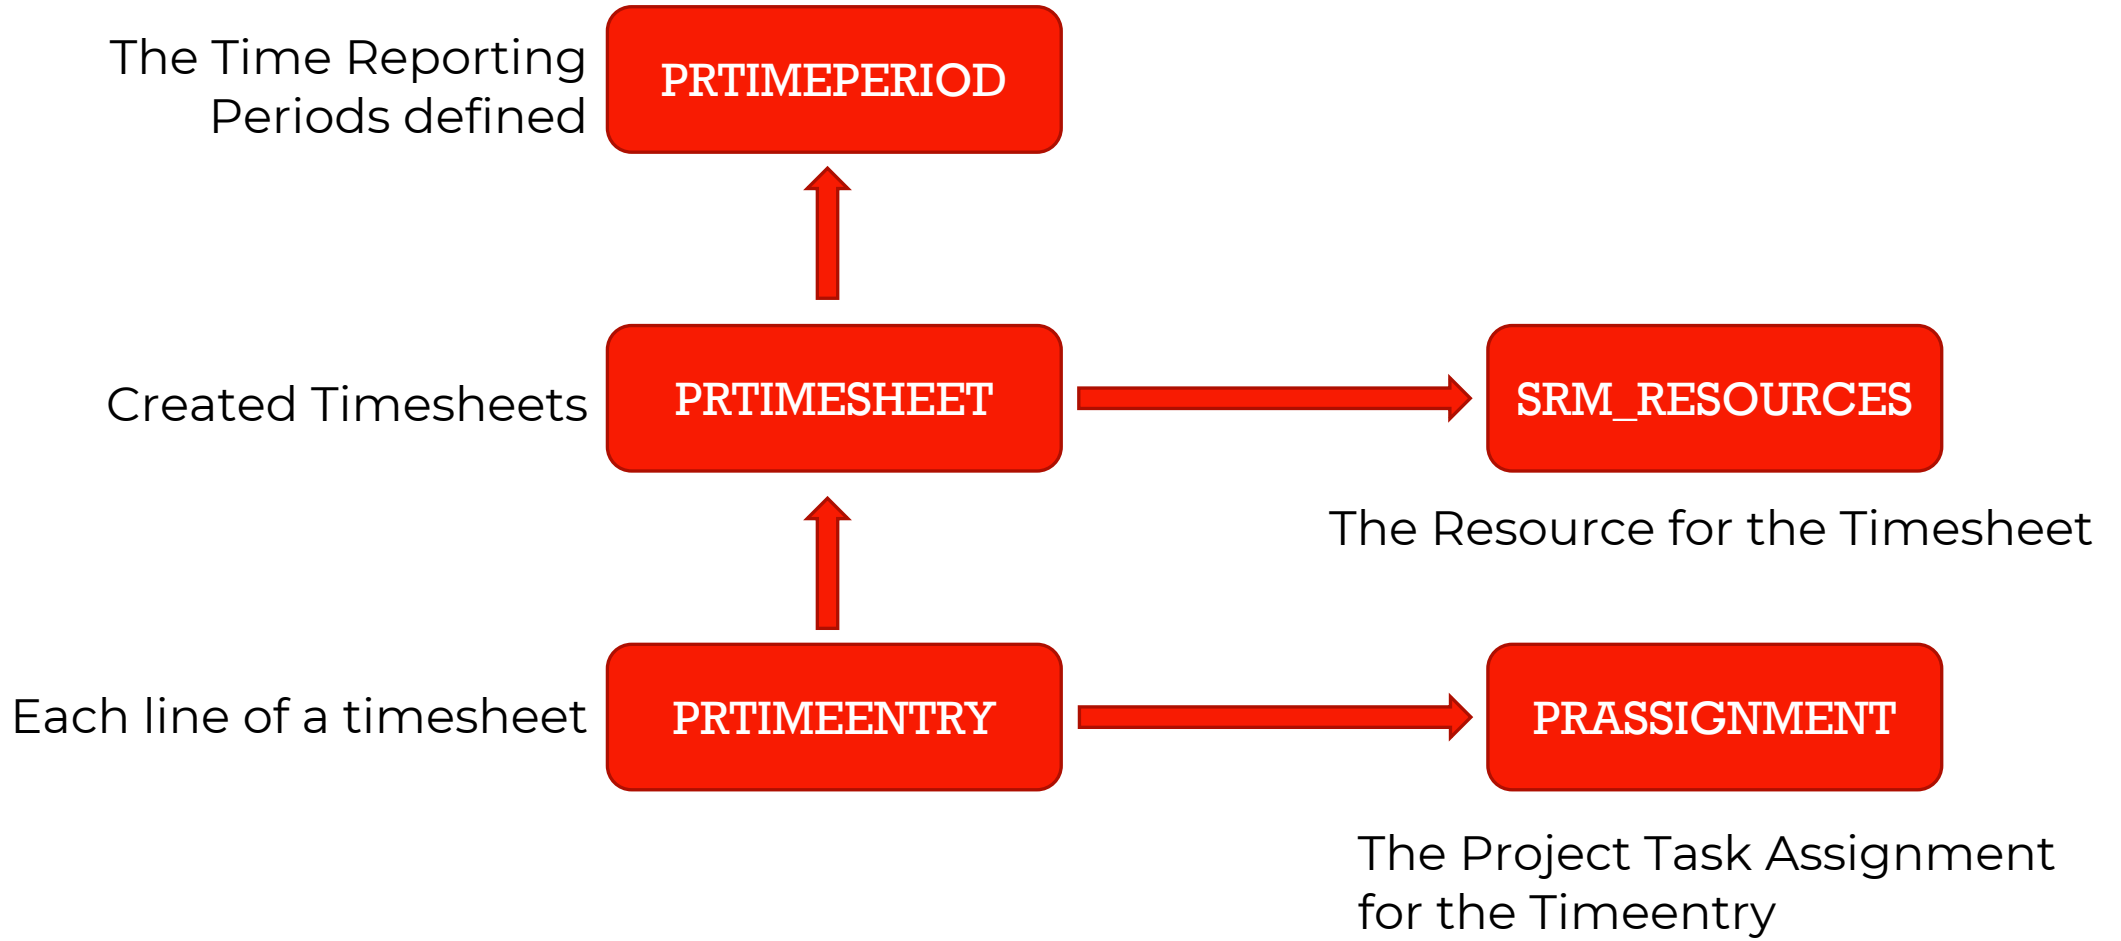 The Time Reporting
Periods defined
PRTIMEPERIOD
Created Timesheets
PRTIMESHEET
SRM_RESOURCES
The Resource for the Timesheet
Each line of a timesheet
PRTIMEENTRY
PRASSIGNMENT
The Project Task Assignment
for the Timeentry